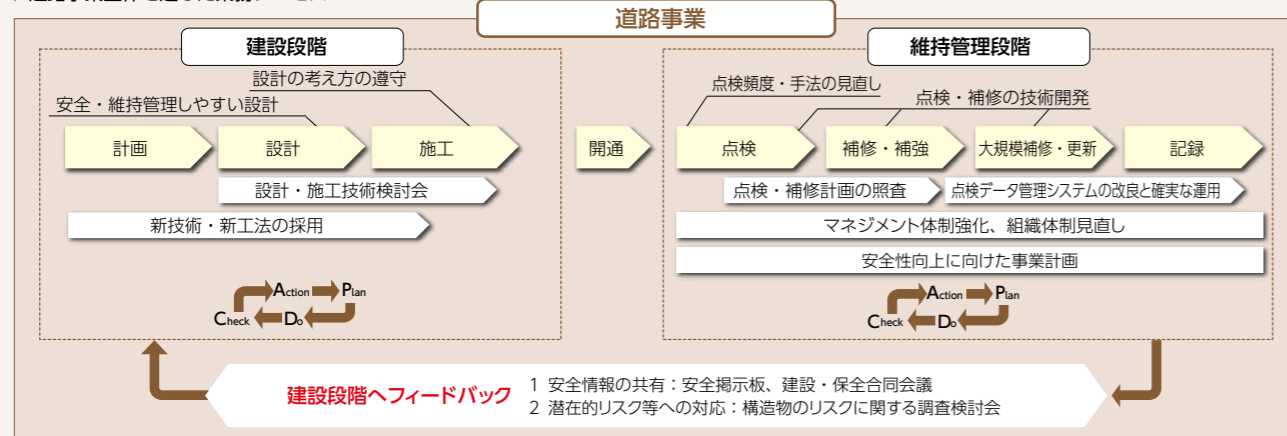 道路事業
建設段階
維持管理段階
設計の考え方の遵守
安全・維持管理しやすい設計
点検頻度・手法の見直し
点検・補修の技術開発
計画
設計
施工
開通
点検
補修・補強
大規模補修・更新
記録
設計・施工技術検討会
点検・補修計画の照査
点検データ管理システムの改良と確実な運用
新技術・新工法の採用
マネジメント体制強化、組織体制見直し
安全性向上に向けた事業計画
Action Plan
Check Do
Action Plan
Check Do
建設段階へフィードバック
1 安全情報の共有：安全掲示板、建設・保全合同会議
2 潜在的リスク等への対応：構造物のリスクに関する調査検討会